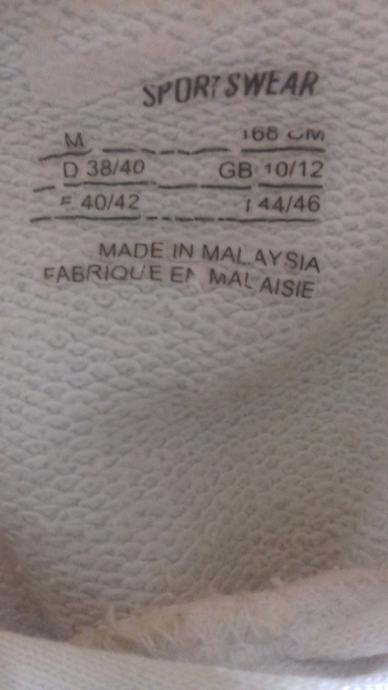 SPORTSWEAR
M 168 CM
D 38/40 GB 10/12
F 40/42 I 44/46
MADE IN MALAYSIA
FABRIQUE EN MALAISIE